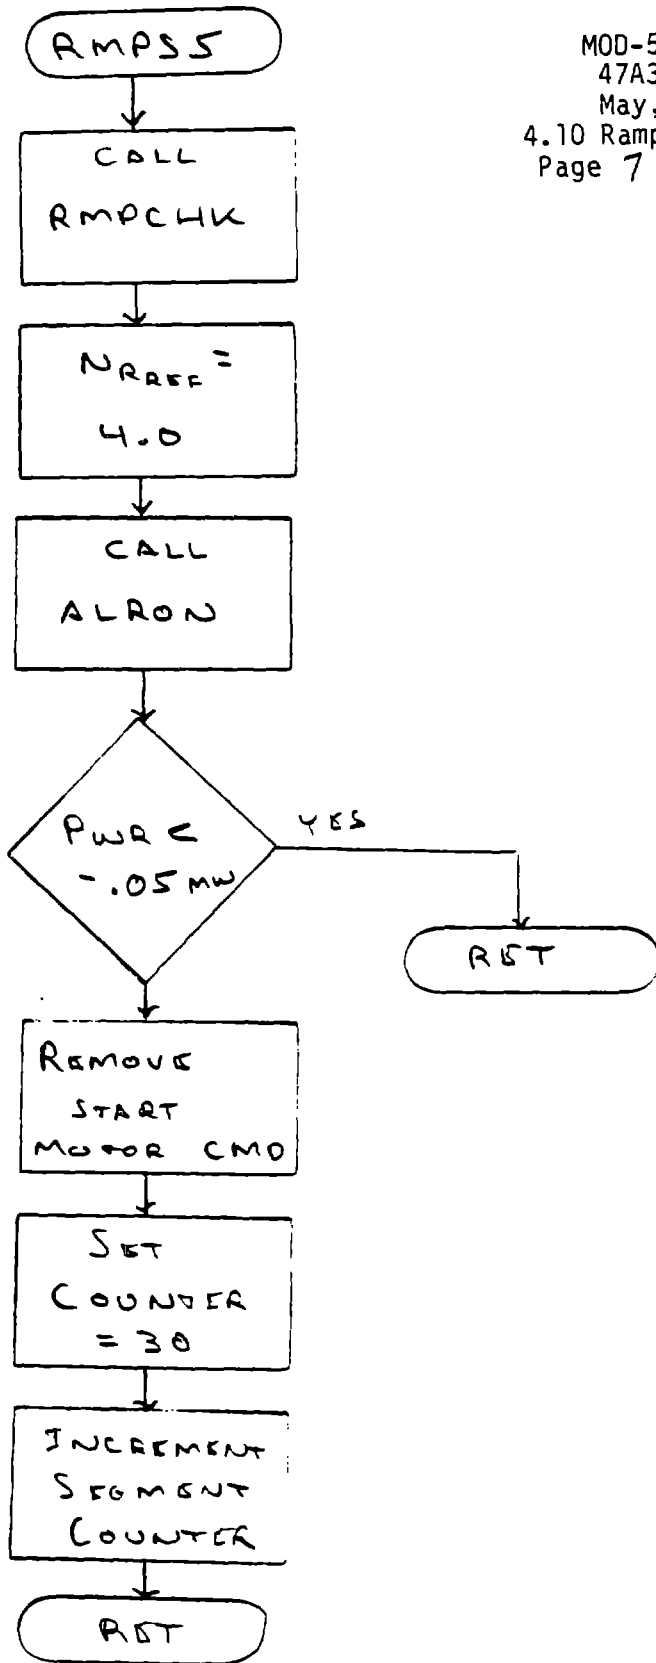 RMPSS5
MOD-5
47A3
May,
4.10 Ramp
Page 7
CALL
RMPCHK
NRREF =
4.0
CALL
ALRON
PWR <
-.05 MW
YES
RET
REMOVE
START
MOTOR CMD
SET
COUNTER
= 30
INCREMENT
SEGMENT
COUNTER
RET